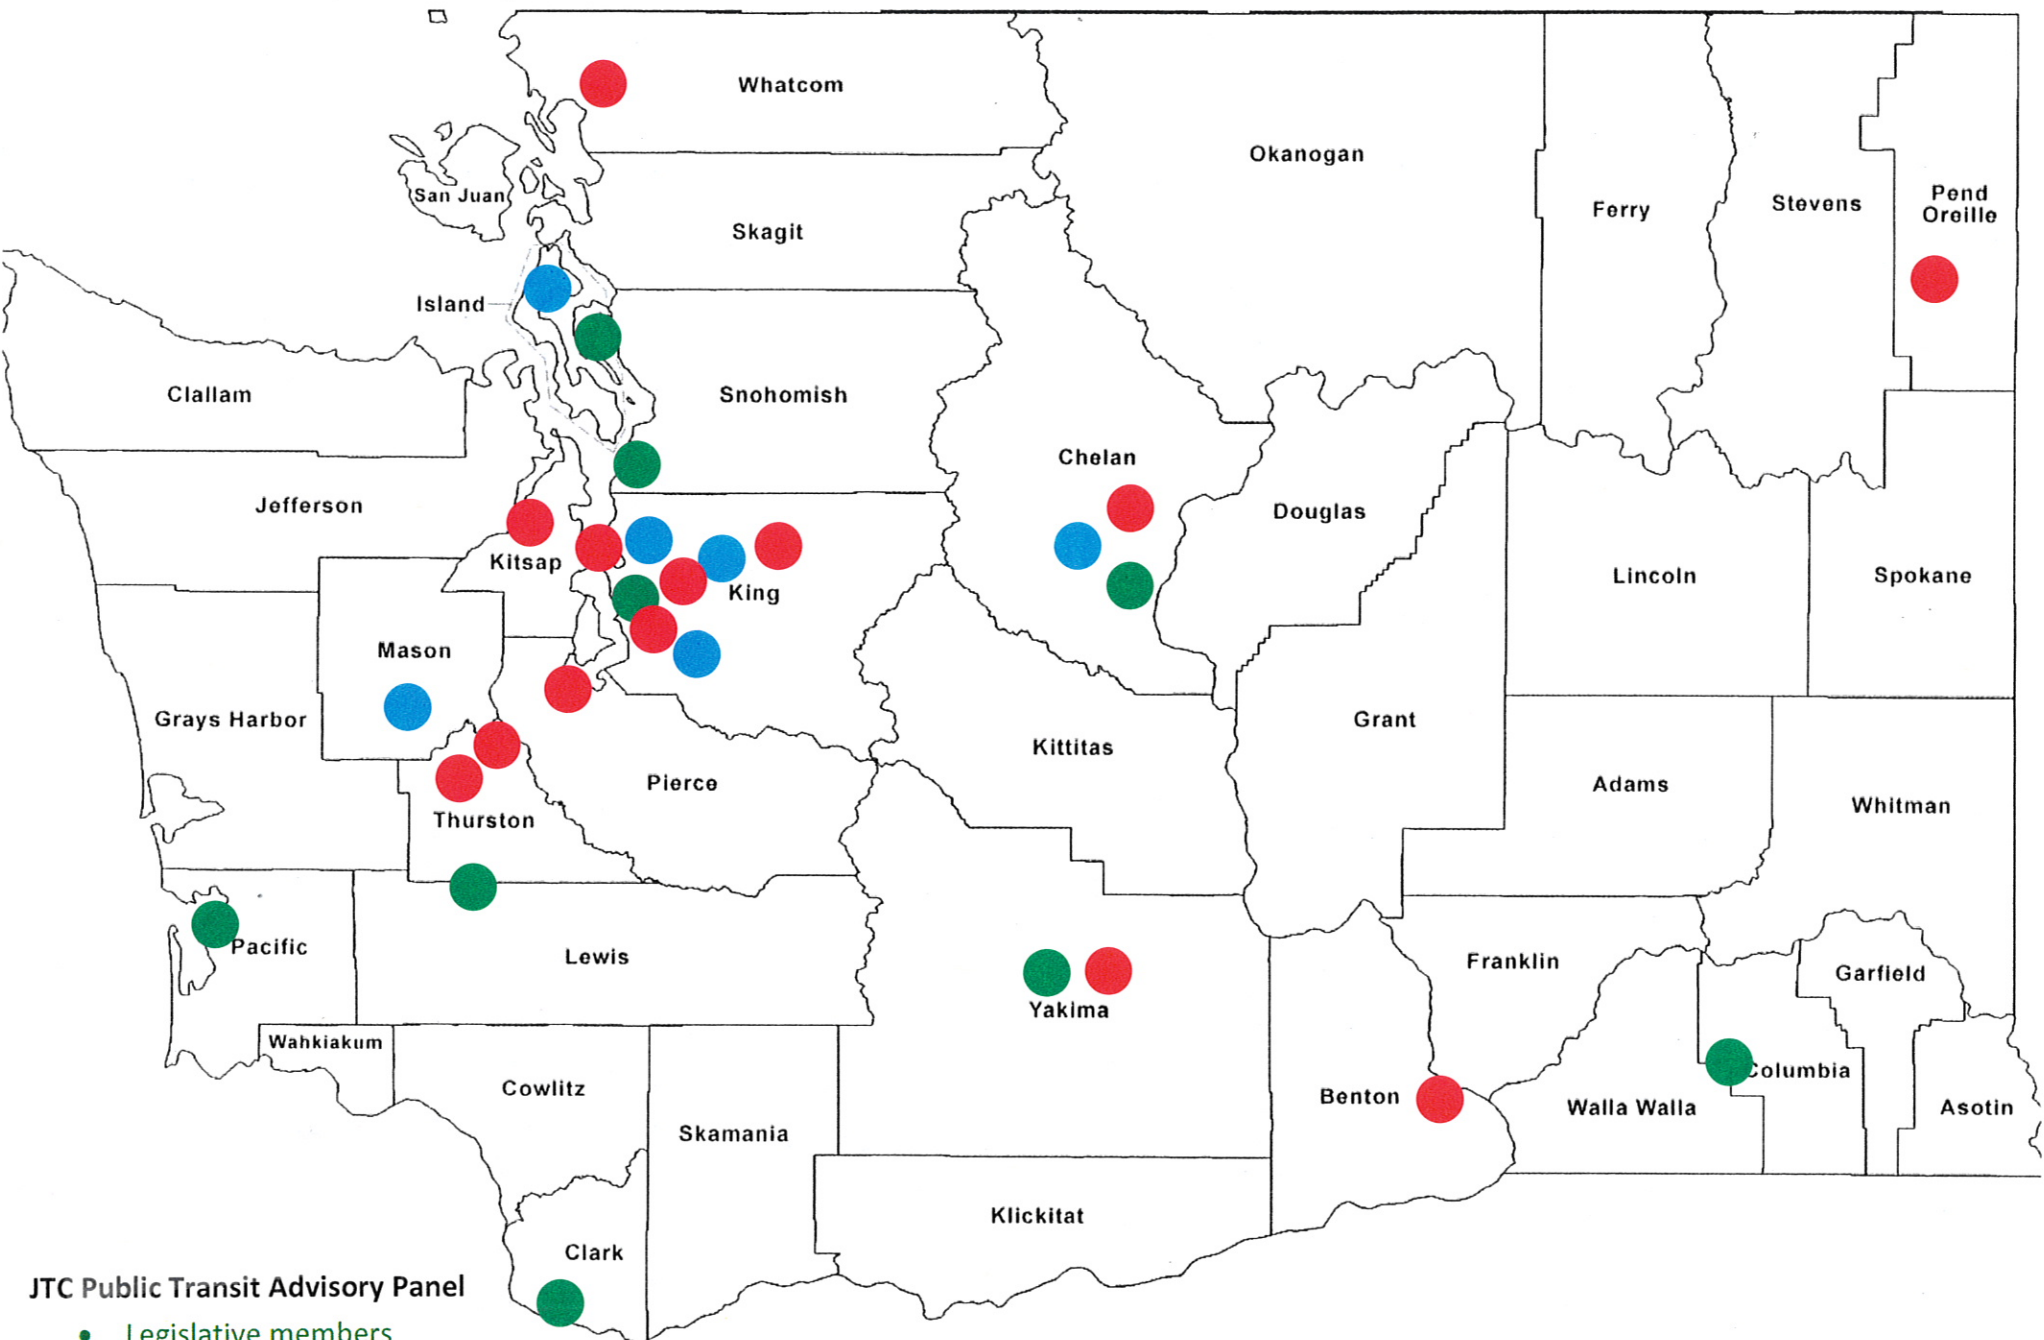 Whatcom
Okanogan
San Juan
Skagit
Ferry
Stevens
Pend
Oreille
Island
Clallam
Snohomish
Chelan
Jefferson
Douglas
Kitsap
King
Lincoln
Spokane
Mason
Grays Harbor
Grant
Kittitas
Pierce
Adams
Whitman
Thurston
Pacific
Lewis
Franklin
Garfield
Yakima
Wahkiakum
Cowlitz
Benton
Walla Walla
Columbia
Asotin
Skamania
Klickitat
Clark
JTC Public Transit Advisory Panel
• Legislative members